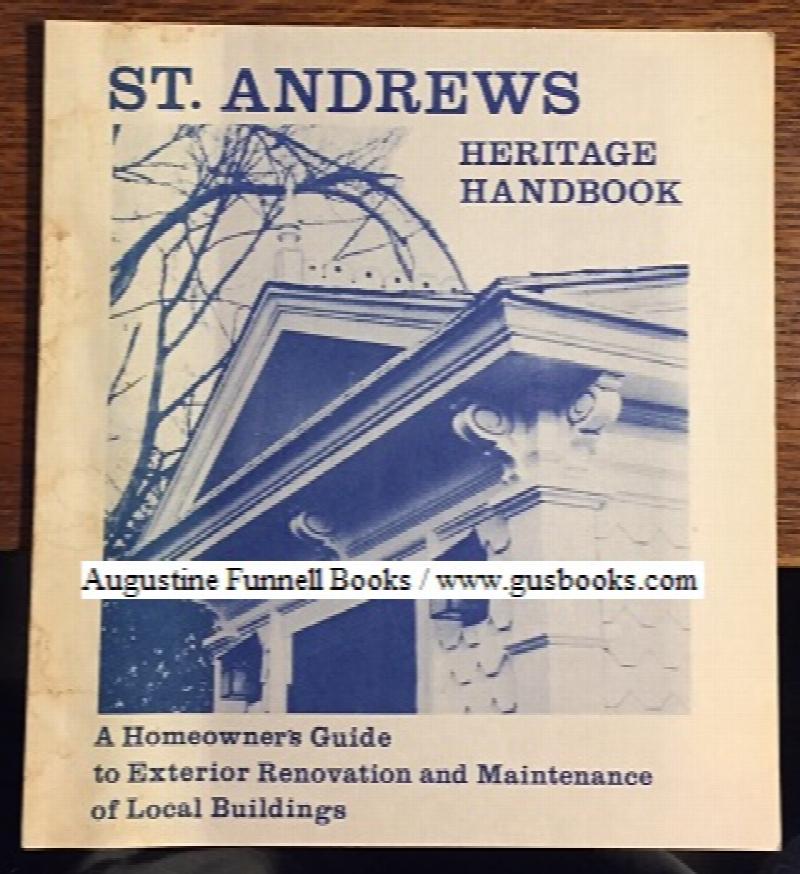 ST. ANDREWS
HERITAGE
HANDBOOK
Augustine Funnell Books / www.gusbooks.com
A Homeowner's Guide
to Exterior Renovation and Maintenance
of Local Buildings